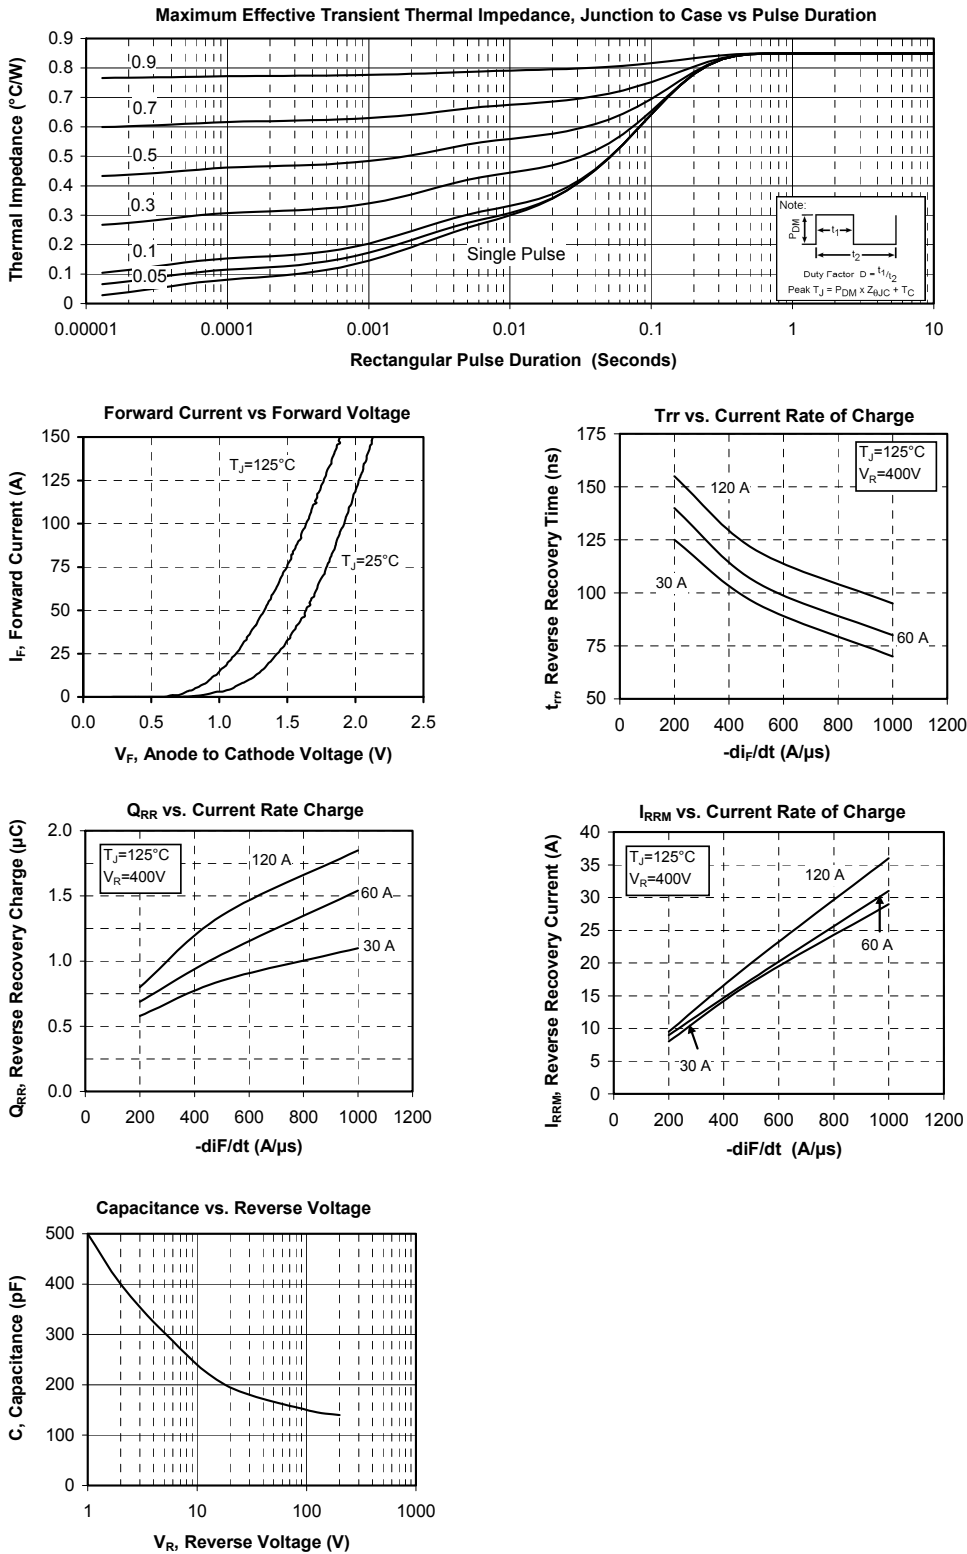 Maximum Effective Transient Thermal Impedance, Junction to Case vs Pulse Duration
Thermal Impedance (°C/W)
0.9
0.8
0.7
0.6
0.5
0.4
0.3
0.2
0.1
0
0.9
0.7
0.5
0.3
0.1
0.05
Single Pulse
Note:
PDM
t1
t2
Duty Factor D = t1/t2
Peak TJ = PDM x ZθJC + TC
0.00001 0.0001 0.001 0.01 0.1 1 10
Rectangular Pulse Duration (Seconds)
Forward Current vs Forward Voltage
IF, Forward Current (A)
150
125
100
75
50
25
0
TJ=125°C
TJ=25°C
0.0 0.5 1.0 1.5 2.0 2.5
VF, Anode to Cathode Voltage (V)
Trr vs. Current Rate of Charge
trr, Reverse Recovery Time (ns)
175
150
125
100
75
50
TJ=125°C
VR=400V
120 A
30 A
60 A
0 200 400 600 800 1000 1200
-diF/dt (A/µs)
QRR vs. Current Rate Charge
QRR, Reverse Recovery Charge (µC)
2.0
1.5
1.0
0.5
0.0
TJ=125°C
VR=400V
120 A
60 A
30 A
0 200 400 600 800 1000 1200
-diF/dt (A/µs)
IRRM vs. Current Rate of Charge
IRRM, Reverse Recovery Current (A)
40
35
30
25
20
15
10
5
0
TJ=125°C
VR=400V
120 A
60 A
30 A
0 200 400 600 800 1000 1200
-diF/dt (A/µs)
Capacitance vs. Reverse Voltage
C, Capacitance (pF)
500
400
300
200
100
0
1 10 100 1000
VR, Reverse Voltage (V)